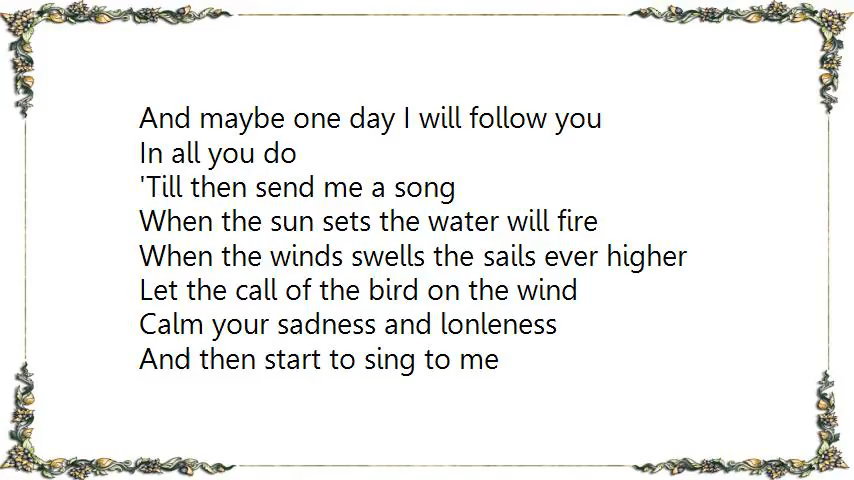 And maybe one day I will follow you
In all you do
'Till then send me a song
When the sun sets the water will fire
When the winds swells the sails ever higher
Let the call of the bird on the wind
Calm your sadness and lonleness
And then start to sing to me